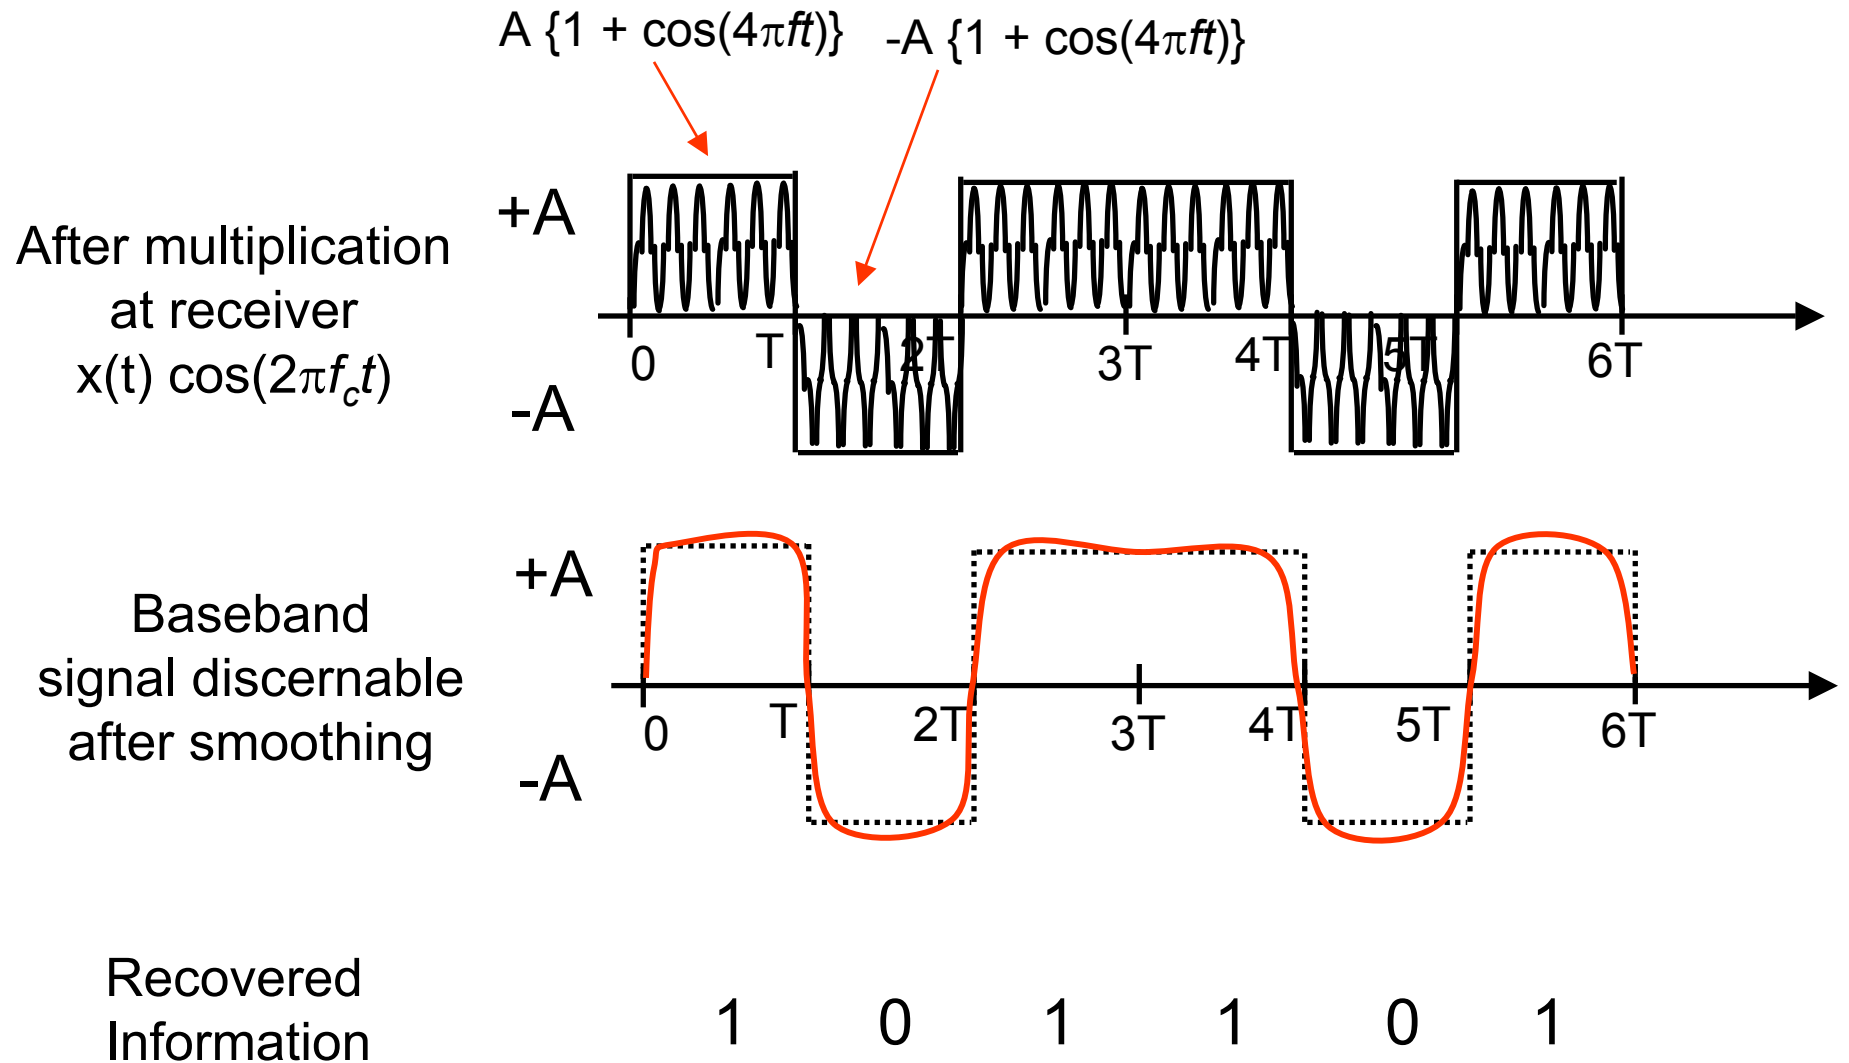 A {1 + cos(4πft)} -A {1 + cos(4πft)}
After multiplication
at receiver
x(t) cos(2πf_ct)
+A
-A
0 T 2T 3T 4T 5T 6T
Baseband
signal discernable
after smoothing
+A
-A
0 T 2T 3T 4T 5T 6T
Recovered
Information
1 0 1 1 0 1